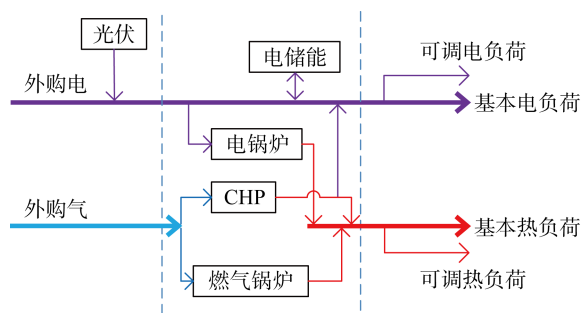 光伏
电储能
可调电负荷
外购电
基本电负荷
电锅炉
CHP
外购气
基本热负荷
燃气锅炉
可调热负荷